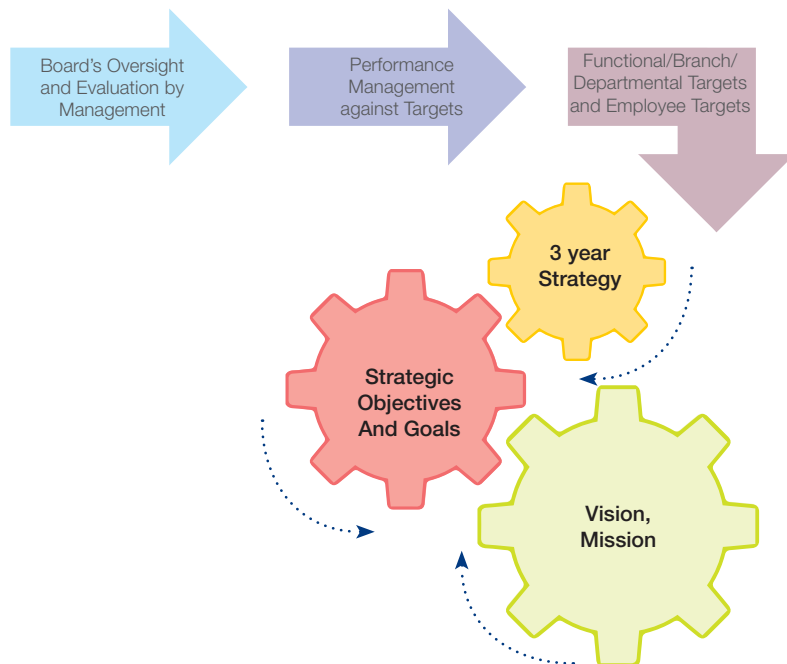 Board’s Oversight
and Evaluation by
Management
Performance
Management
against Targets
Functional/Branch/
Departmental Targets
and Employee Targets
3 year
Strategy
Strategic
Objectives
And Goals
Vision,
Mission